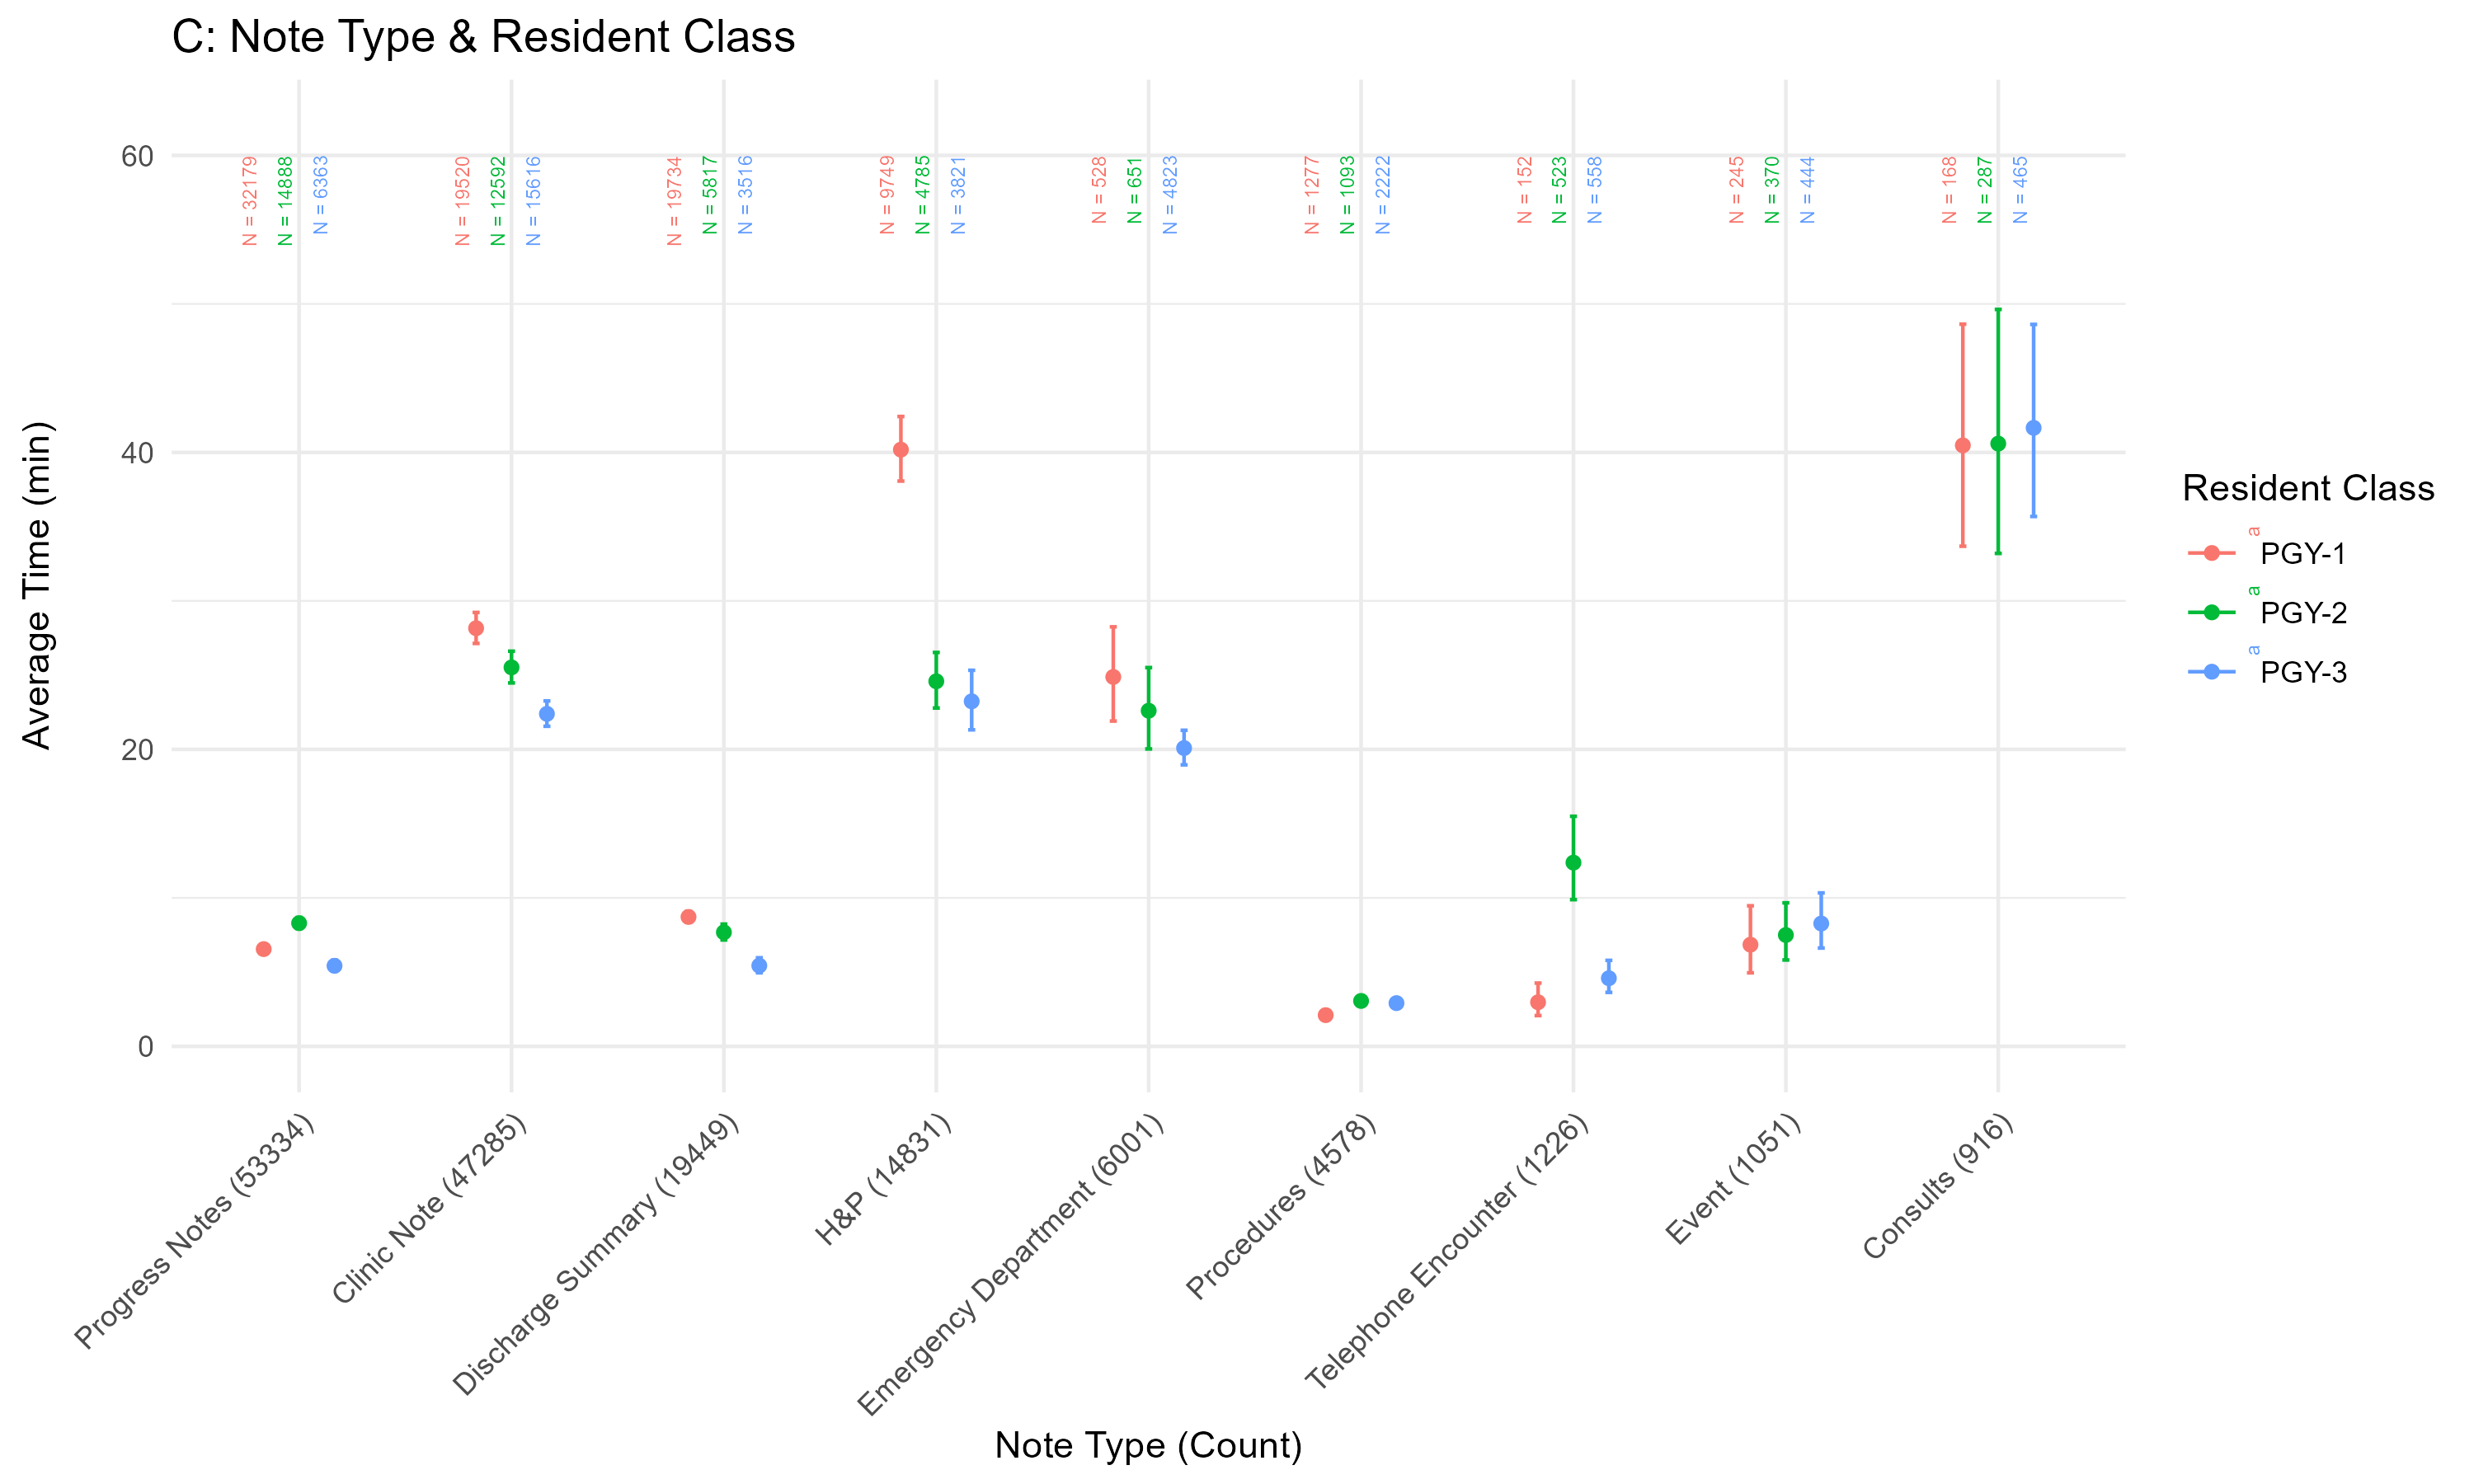 C: Note Type & Resident Class
Average Time (min)
60
40
20
0
N = 32179
N = 14888
N = 6363
N = 19520
N = 12592
N = 15616
N = 19734
N = 5817
N = 3516
N = 9749
N = 4785
N = 3821
N = 528
N = 651
N = 4823
N = 1277
N = 1093
N = 2222
N = 152
N = 523
N = 558
N = 245
N = 370
N = 444
N = 168
N = 287
N = 465
Progress Notes (53334)
Clinic Note (47285)
Discharge Summary (19449)
H&P (14831)
Emergency Department (6001)
Procedures (4578)
Telephone Encounter (1226)
Event (1051)
Consults (916)
Note Type (Count)
Resident Class
a PGY-1
a PGY-2
a PGY-3